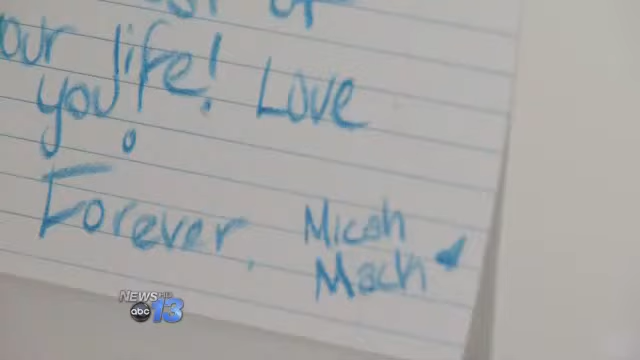 our life! Love
you!
Forever, Micah
Mack
NEWS
abc 13